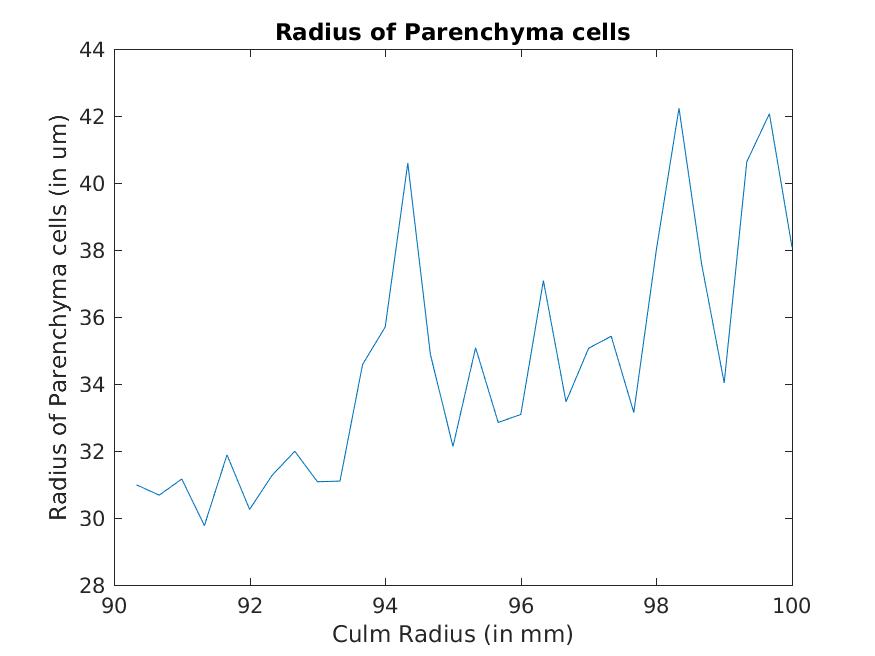 Radius of Parenchyma cells
Radius of Parenchyma cells (in um)
44
42
40
38
36
34
32
30
28
90 92 94 96 98 100
Culm Radius (in mm)